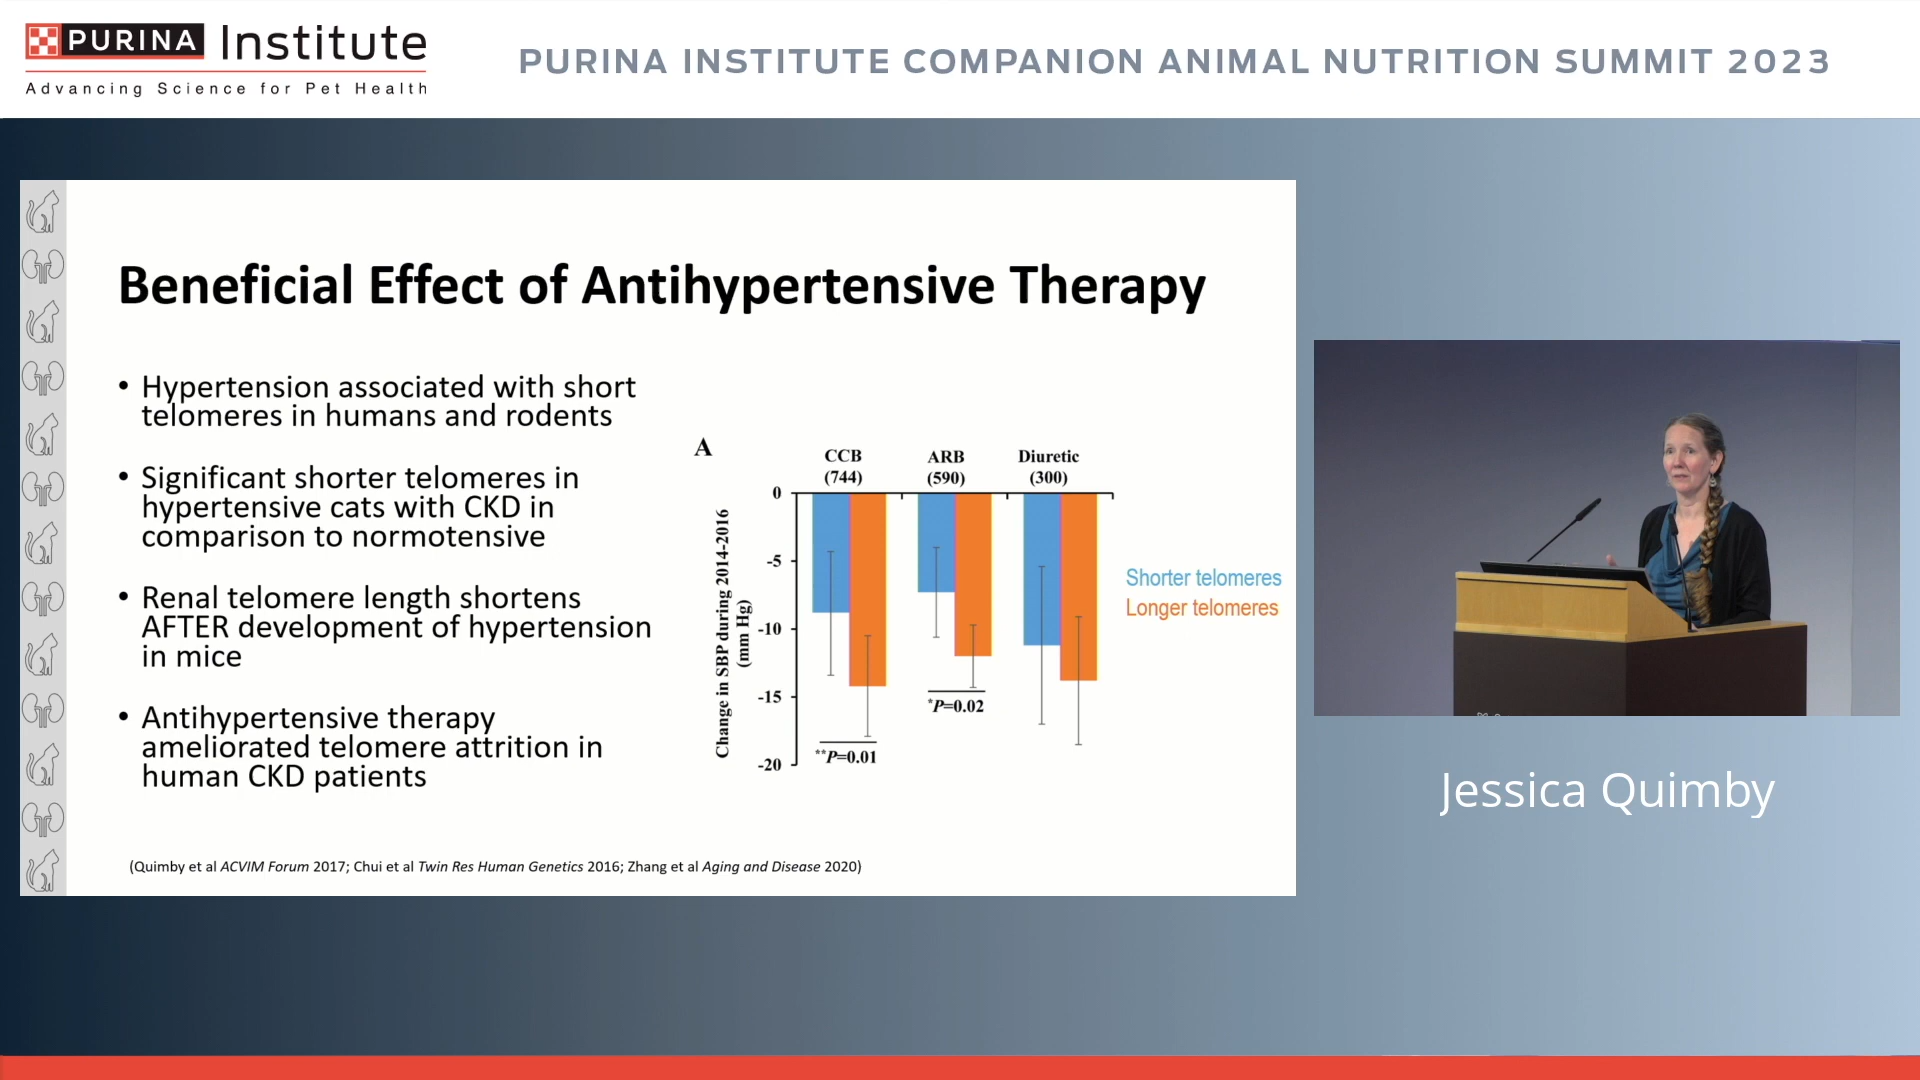 PURINA Institute
Advancing Science for Pet Health
PURINA INSTITUTE COMPANION ANIMAL NUTRITION SUMMIT 2023
Beneficial Effect of Antihypertensive Therapy
• Hypertension associated with short
telomeres in humans and rodents
• Significant shorter telomeres in
hypertensive cats with CKD in
comparison to normotensive
• Renal telomere length shortens
AFTER development of hypertension
in mice
• Antihypertensive therapy
ameliorated telomere attrition in
human CKD patients
A
CCB
(744)
ARB
(590)
Diuretic
(300)
Change in SBP during 2014-2016
(mm Hg)
0
-5
-10
-15
-20
**P=0.01
*P=0.02
Shorter telomeres
Longer telomeres
(Quimby et al ACVIM Forum 2017; Chui et al Twin Res Human Genetics 2016; Zhang et al Aging and Disease 2020)
Jessica Quimby